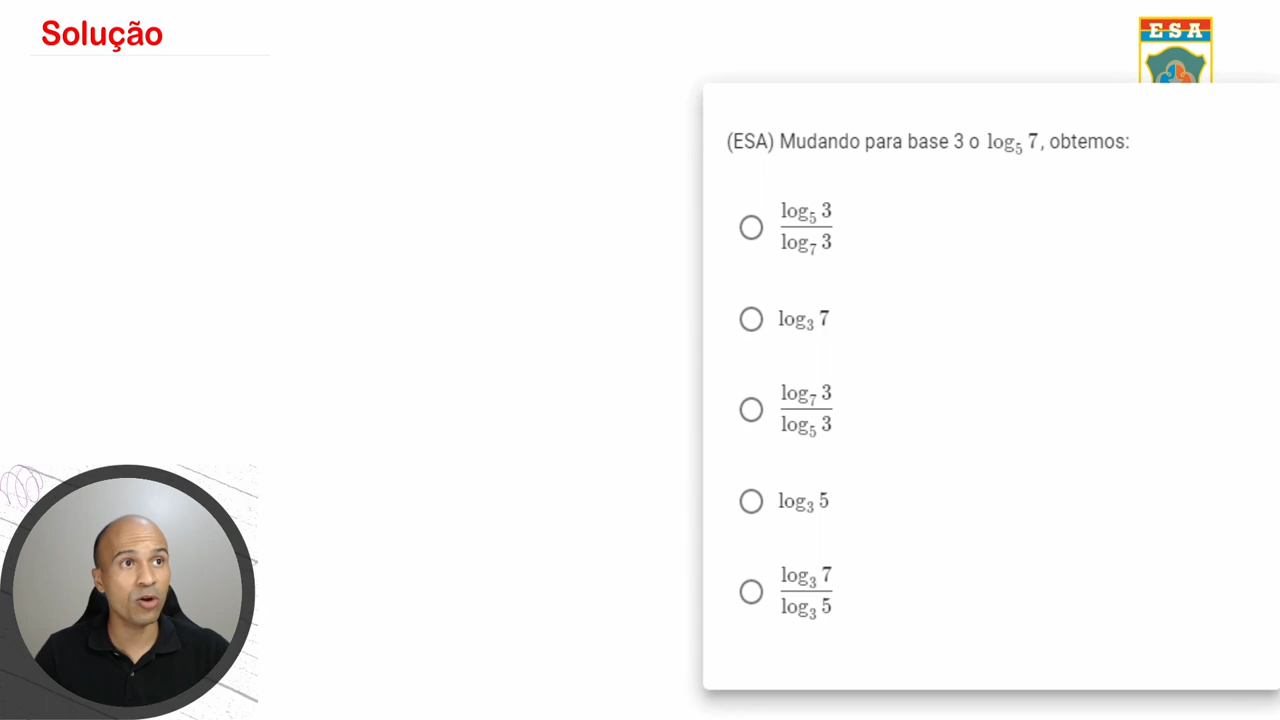 Solução
ESA
(ESA) Mudando para base 3 o log₅ 7, obtemos:
log₅ 3
log₇ 3
log₃ 7
log₇ 3
log₅ 3
log₃ 5
log₃ 7
log₃ 5